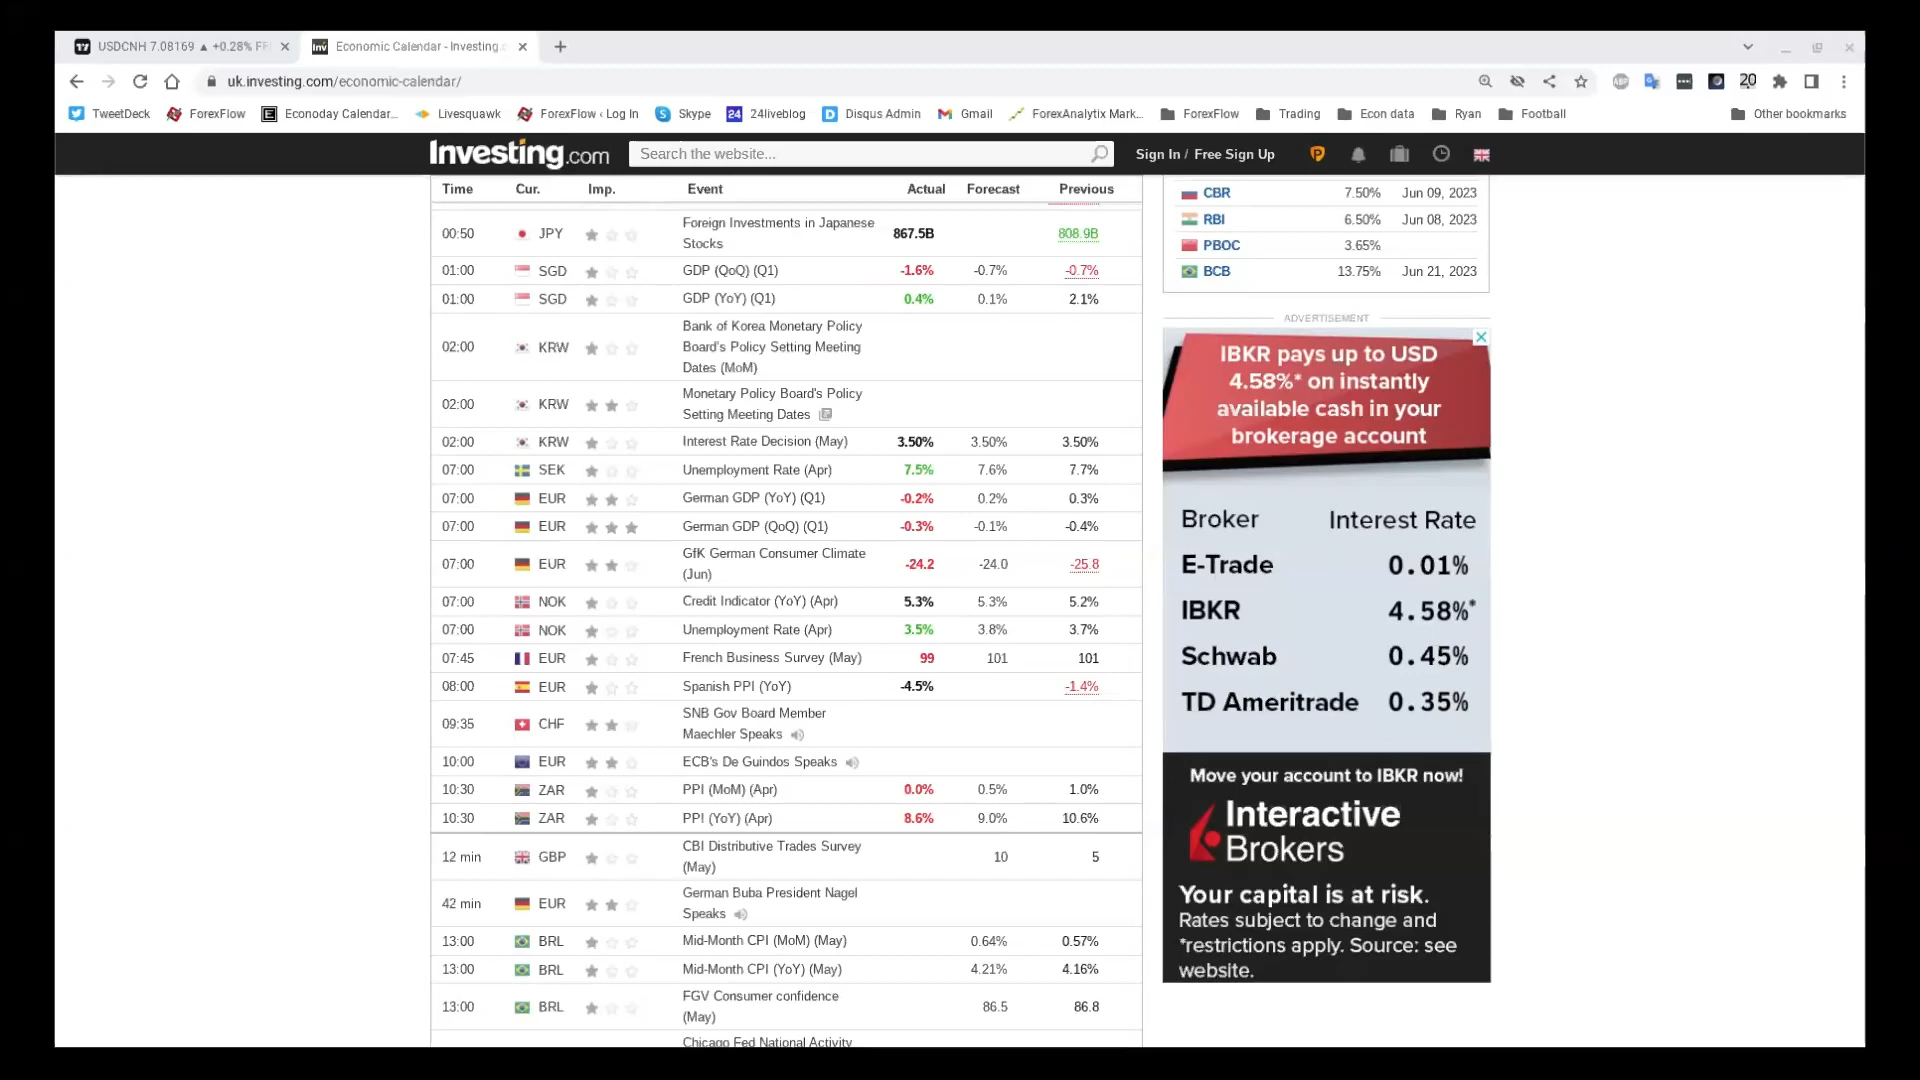 USDCNH 7.08169 ▲ +0.28%
Economic Calendar - Investing.c
uk.investing.com/economic-calendar/
ABP
20
TweetDeck ForexFlow Econoday Calendar... Livesquawk ForexFlow ‹ Log In Skype 24 24liveblog Disqus Admin Gmail ForexAnalytix Mark... ForexFlow Trading Econ data Ryan Football Other bookmarks
Investing.com Search the website... Sign In / Free Sign Up
Time Cur. Imp. Event Actual Forecast Previous
00:50 JPY Foreign Investments in Japanese
Stocks 867.5B 808.9B
01:00 SGD GDP (QoQ) (Q1) -1.6% -0.7% -0.7%
01:00 SGD GDP (YoY) (Q1) 0.4% 0.1% 2.1%
02:00 KRW Bank of Korea Monetary Policy
Board's Policy Setting Meeting
Dates (MoM)
02:00 KRW Monetary Policy Board's Policy
Setting Meeting Dates
02:00 KRW Interest Rate Decision (May) 3.50% 3.50% 3.50%
07:00 SEK Unemployment Rate (Apr) 7.5% 7.6% 7.7%
07:00 EUR German GDP (YoY) (Q1) -0.2% 0.2% 0.3%
07:00 EUR German GDP (QoQ) (Q1) -0.3% -0.1% -0.4%
07:00 EUR GfK German Consumer Climate
(Jun) -24.2 -24.0 -25.8
07:00 NOK Credit Indicator (YoY) (Apr) 5.3% 5.3% 5.2%
07:00 NOK Unemployment Rate (Apr) 3.5% 3.8% 3.7%
07:45 EUR French Business Survey (May) 99 101 101
08:00 EUR Spanish PPI (YoY) -4.5% -1.4%
09:35 CHF SNB Gov Board Member
Maechler Speaks
10:00 EUR ECB's De Guindos Speaks
10:30 ZAR PPI (MoM) (Apr) 0.0% 0.5% 1.0%
10:30 ZAR PPI (YoY) (Apr) 8.6% 9.0% 10.6%
12 min GBP CBI Distributive Trades Survey
(May) 10 5
42 min EUR German Buba President Nagel
Speaks
13:00 BRL Mid-Month CPI (MoM) (May) 0.64% 0.57%
13:00 BRL Mid-Month CPI (YoY) (May) 4.21% 4.16%
13:00 BRL FGV Consumer confidence
(May) 86.5 86.8
Chicago Fed National Activity
CBR 7.50% Jun 09, 2023
RBI 6.50% Jun 08, 2023
PBOC 3.65%
BCB 13.75% Jun 21, 2023
ADVERTISEMENT
IBKR pays up to USD
4.58%* on instantly
available cash in your
brokerage account
Broker Interest Rate
E-Trade 0.01%
IBKR 4.58%*
Schwab 0.45%
TD Ameritrade 0.35%
Move your account to IBKR now!
Interactive
Brokers
Your capital is at risk.
Rates subject to change and
*restrictions apply. Source: see
website.